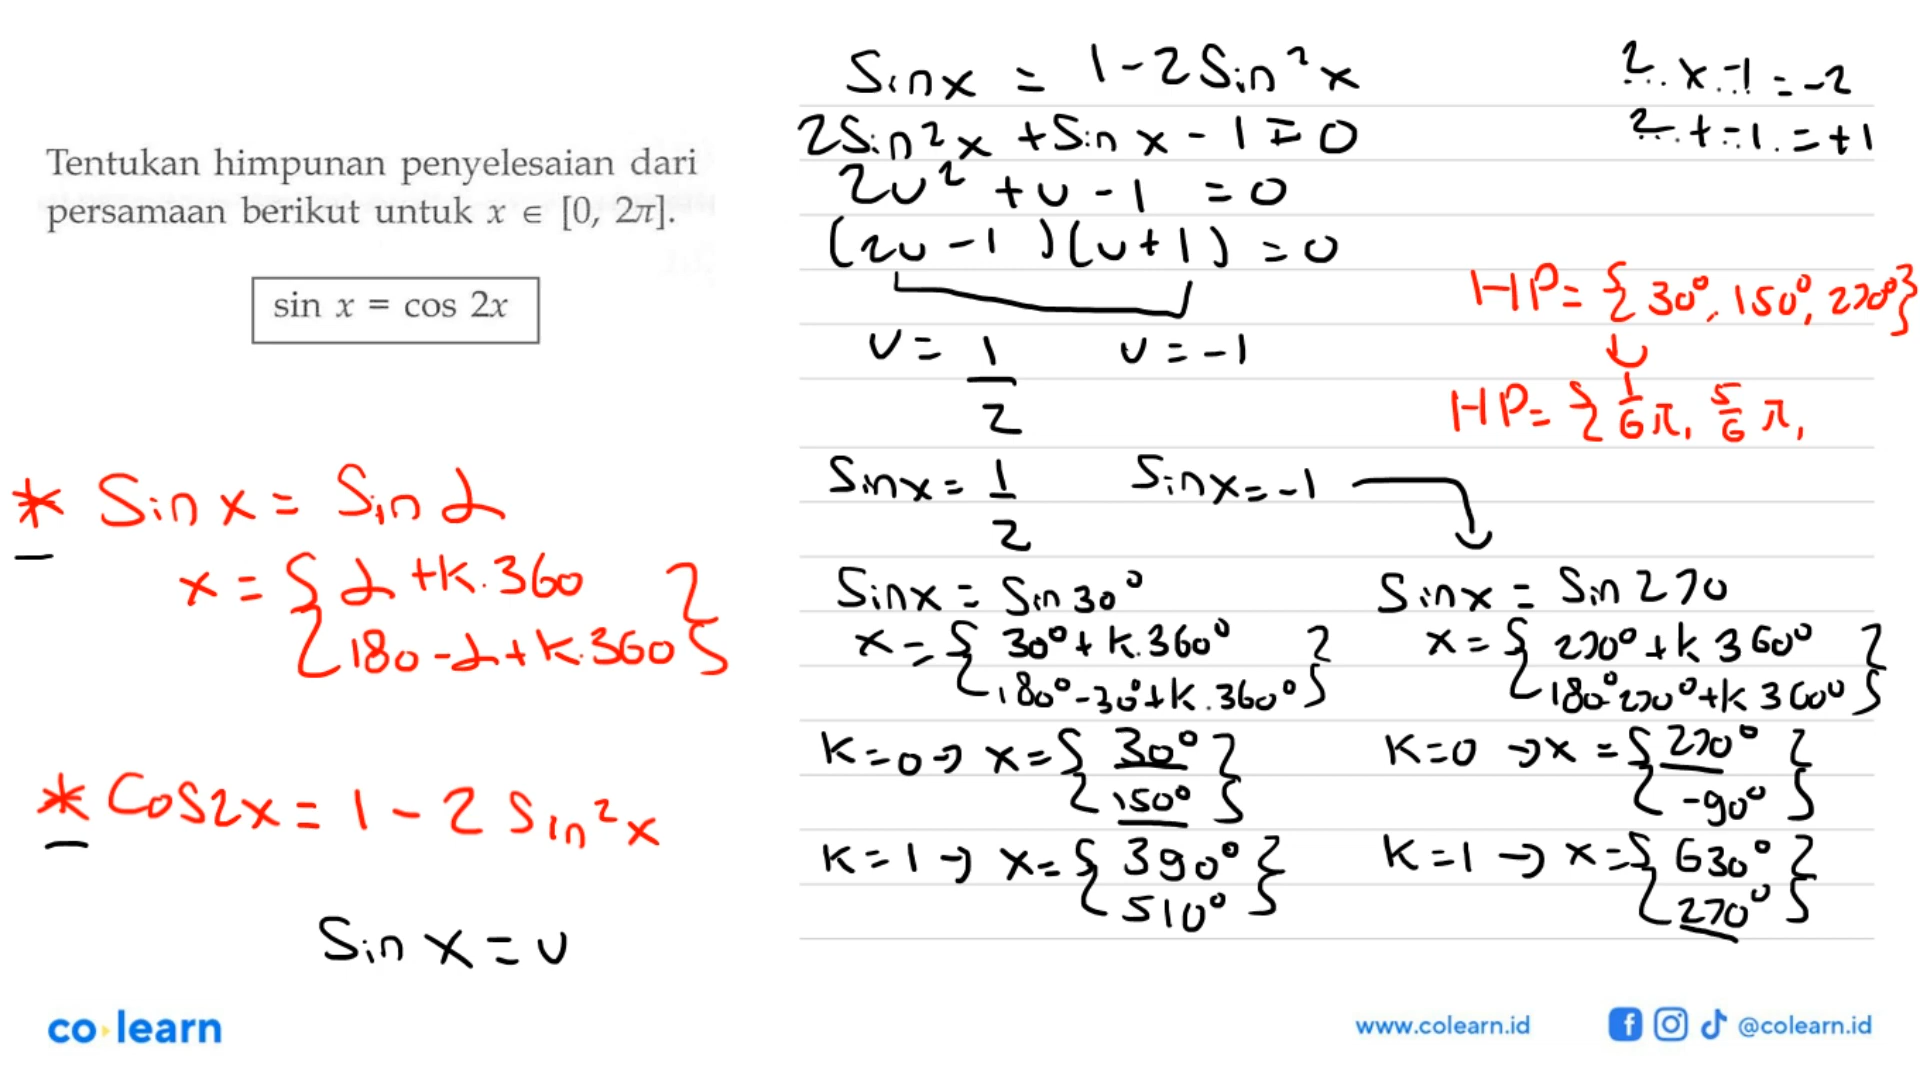 Tentukan himpunan penyelesaian dari
persamaan berikut untuk x ∈ [0, 2π].
sin x = cos 2x
* Sin x = Sin α
x = { α + k.360
180 - α + k.360 }
* Cos2x = 1 - 2 Sin²x
Sin x = u
Sin x = 1 - 2 Sin² x
2 Sin² x + Sin x - 1 = 0
2u² + u - 1 = 0
(2u - 1)(u + 1) = 0
u = 1/2 u = -1
Sin x = 1/2 Sin x = -1
Sin x = Sin 30°
x = { 30° + k.360°
180° - 30° + k.360° }
k = 0 → x = { 30°
150° }
k = 1 → x = { 390°
510° }
2 x -1 = -2
2 + -1 = +1
HP = { 30°, 150°, 270° }
HP = { 1/6 π, 5/6 π,
Sin x = Sin 270
x = { 270° + k 360°
180° 270° + k 360° }
k = 0 → x = { 270°
-90° }
k = 1 → x = { 630°
270° }
co learn
www.colearn.id
@colearn.id